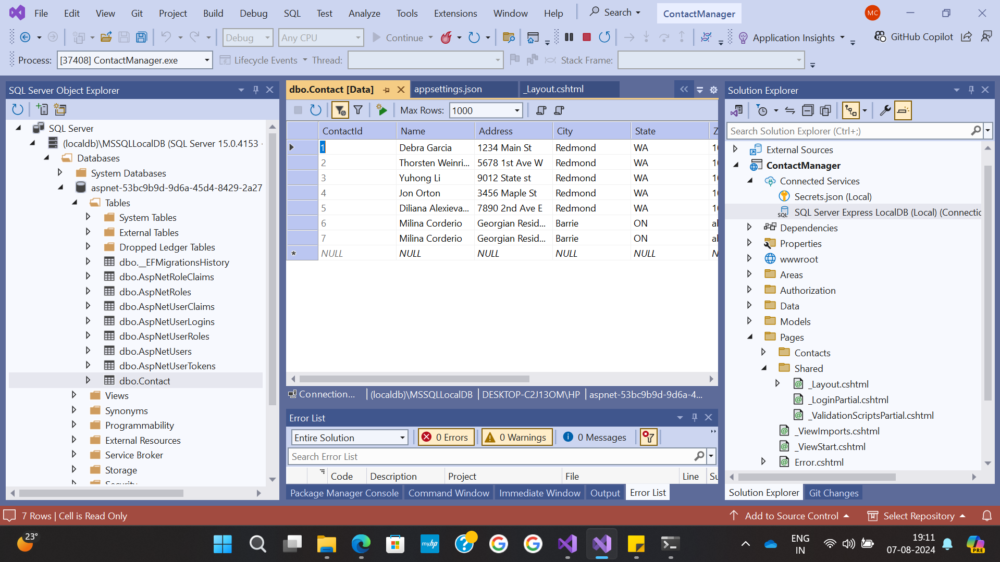 File Edit View Git Project Build Debug SQL Test Analyze Tools Extensions Window Help Search ContactManager MC
Debug Any CPU Continue Application Insights GitHub Copilot
Process: [37408] ContactManager.exe Lifecycle Events Thread: Stack Frame:
SQL Server Object Explorer
SQL Server
(localdb)\MSSQLLocalDB (SQL Server 15.0.4153 -
Databases
System Databases
aspnet-53bc9b9d-9d6a-45d4-8429-2a27
Tables
System Tables
External Tables
Dropped Ledger Tables
dbo.__EFMigrationsHistory
dbo.AspNetRoleClaims
dbo.AspNetRoles
dbo.AspNetUserClaims
dbo.AspNetUserLogins
dbo.AspNetUserRoles
dbo.AspNetUsers
dbo.AspNetUserTokens
dbo.Contact
Views
Synonyms
Programmability
External Resources
Service Broker
Storage
Security
dbo.Contact [Data] appsettings.json _Layout.cshtml
Max Rows: 1000
ContactId Name Address City State Z
1 Debra Garcia 1234 Main St Redmond WA 10
2 Thorsten Weinri... 5678 1st Ave W Redmond WA 10
3 Yuhong Li 9012 State st Redmond WA 10
4 Jon Orton 3456 Maple St Redmond WA 10
5 Diliana Alexieva... 7890 2nd Ave E Redmond WA 10
6 Milina Corderio Georgian Resid... Barrie ON al
7 Milina Corderio Georgian Resid... Barrie ON al
* NULL NULL NULL NULL NULL N
Connection... | (localdb)\MSSQLLocalDB | DESKTOP-C2J13OM\HP | aspnet-53bc9b9d-9d6a-4...
Error List
Entire Solution 0 Errors 0 Warnings 0 Messages
Search Error List
Code Description Project File Line Su
Package Manager Console Command Window Immediate Window Output Error List
Solution Explorer
Search Solution Explorer (Ctrl+;)
External Sources
ContactManager
Connected Services
Secrets.json (Local)
SQL SQL Server Express LocalDB (Local) (Connectic
Dependencies
Properties
wwwroot
Areas
Authorization
Data
Models
Pages
Contacts
Shared
_Layout.cshtml
_LoginPartial.cshtml
_ValidationScriptsPartial.cshtml
_ViewImports.cshtml
_ViewStart.cshtml
Error.cshtml
Solution Explorer Git Changes
7 Rows | Cell is Read Only Add to Source Control Select Repository
23° myhp ENG IN 19:11 07-08-2024 PRE